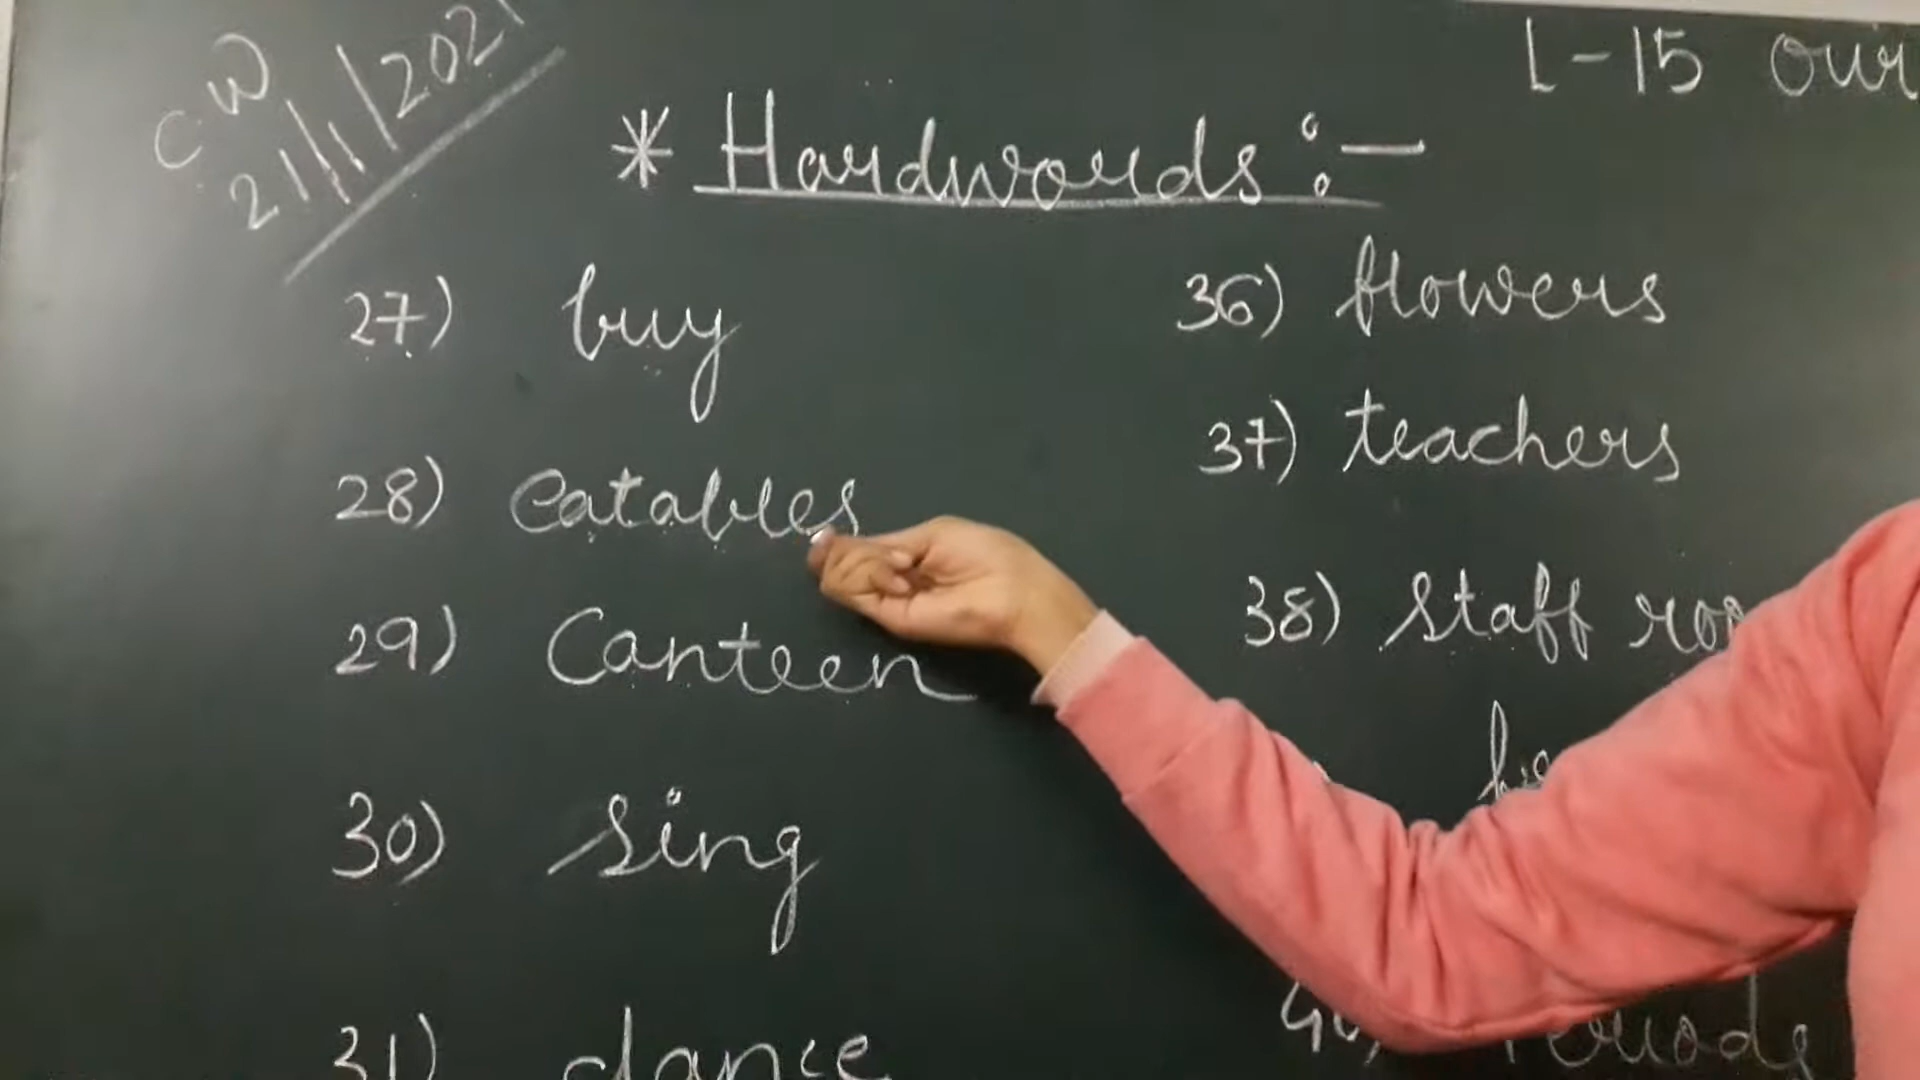 CW
21/1/2021
L-15 our
* Hardwords :-
27) buy
28) eatables
29) Canteen
30) sing
31) dance
36) flowers
37) teachers
38) staff